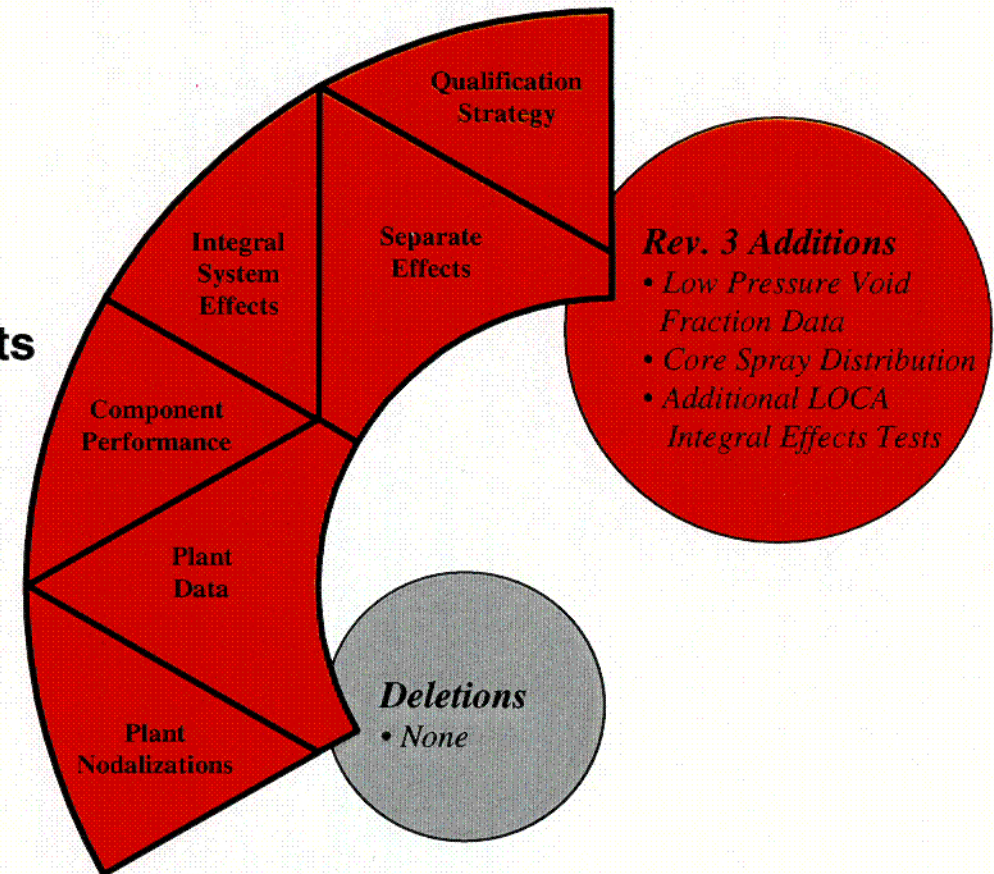 Qualification
Strategy
Separate
Effects
Integral
System
Effects
ts
Component
Performance
Plant
Data
Plant
Nodalizations
Rev. 3 Additions
• Low Pressure Void
Fraction Data
• Core Spray Distribution
• Additional LOCA
Integral Effects Tests
Deletions
• None